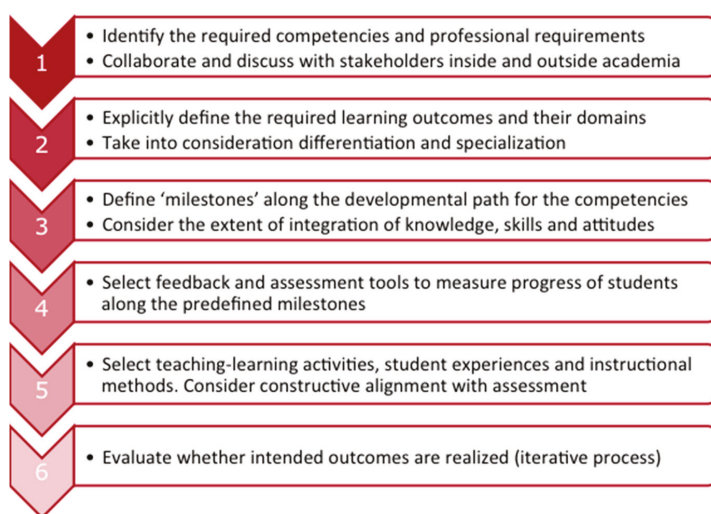 1
• Identify the required competencies and professional requirements
• Collaborate and discuss with stakeholders inside and outside academia
2
• Explicitly define the required learning outcomes and their domains
• Take into consideration differentiation and specialization
3
• Define ‘milestones’ along the developmental path for the competencies
• Consider the extent of integration of knowledge, skills and attitudes
4
• Select feedback and assessment tools to measure progress of students
along the predefined milestones
5
• Select teaching-learning activities, student experiences and instructional
methods. Consider constructive alignment with assessment
6
• Evaluate whether intended outcomes are realized (iterative process)